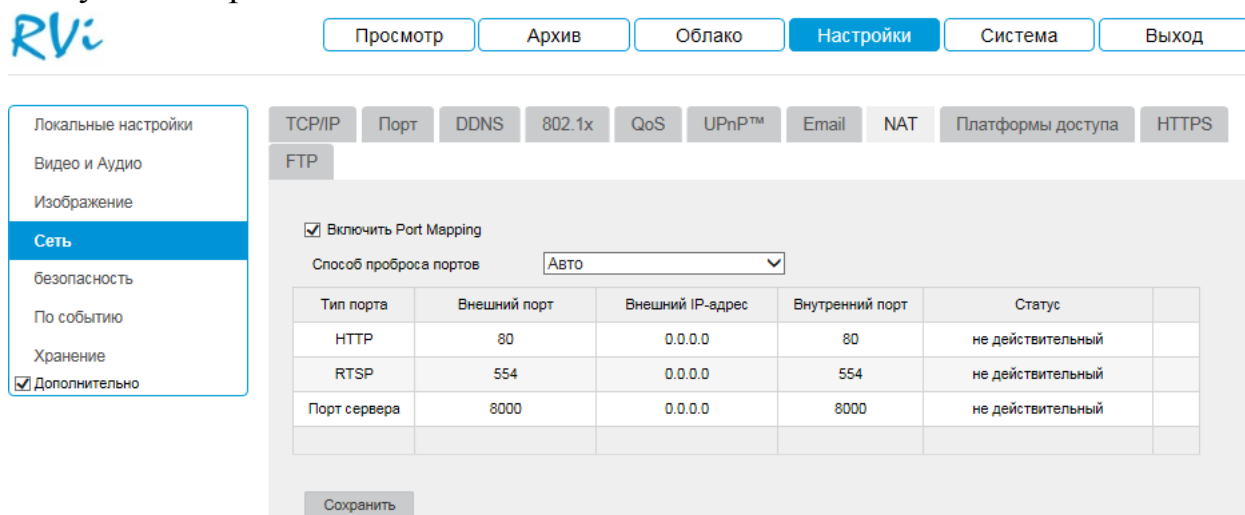 RVi
Просмотр Архив Облако Настройки Система Выход
Локальные настройки
Видео и Аудио
Изображение
Сеть
безопасность
По событию
Хранение
Дополнительно
TCP/IP Порт DDNS 802.1x QoS UPnP™ Email NAT Платформы доступа HTTPS
FTP
Включить Port Mapping
Способ проброса портов Авто
Тип порта Внешний порт Внешний IP-адрес Внутренний порт Статус
HTTP 80 0.0.0.0 80 не действительный
RTSP 554 0.0.0.0 554 не действительный
Порт сервера 8000 0.0.0.0 8000 не действительный
Сохранить